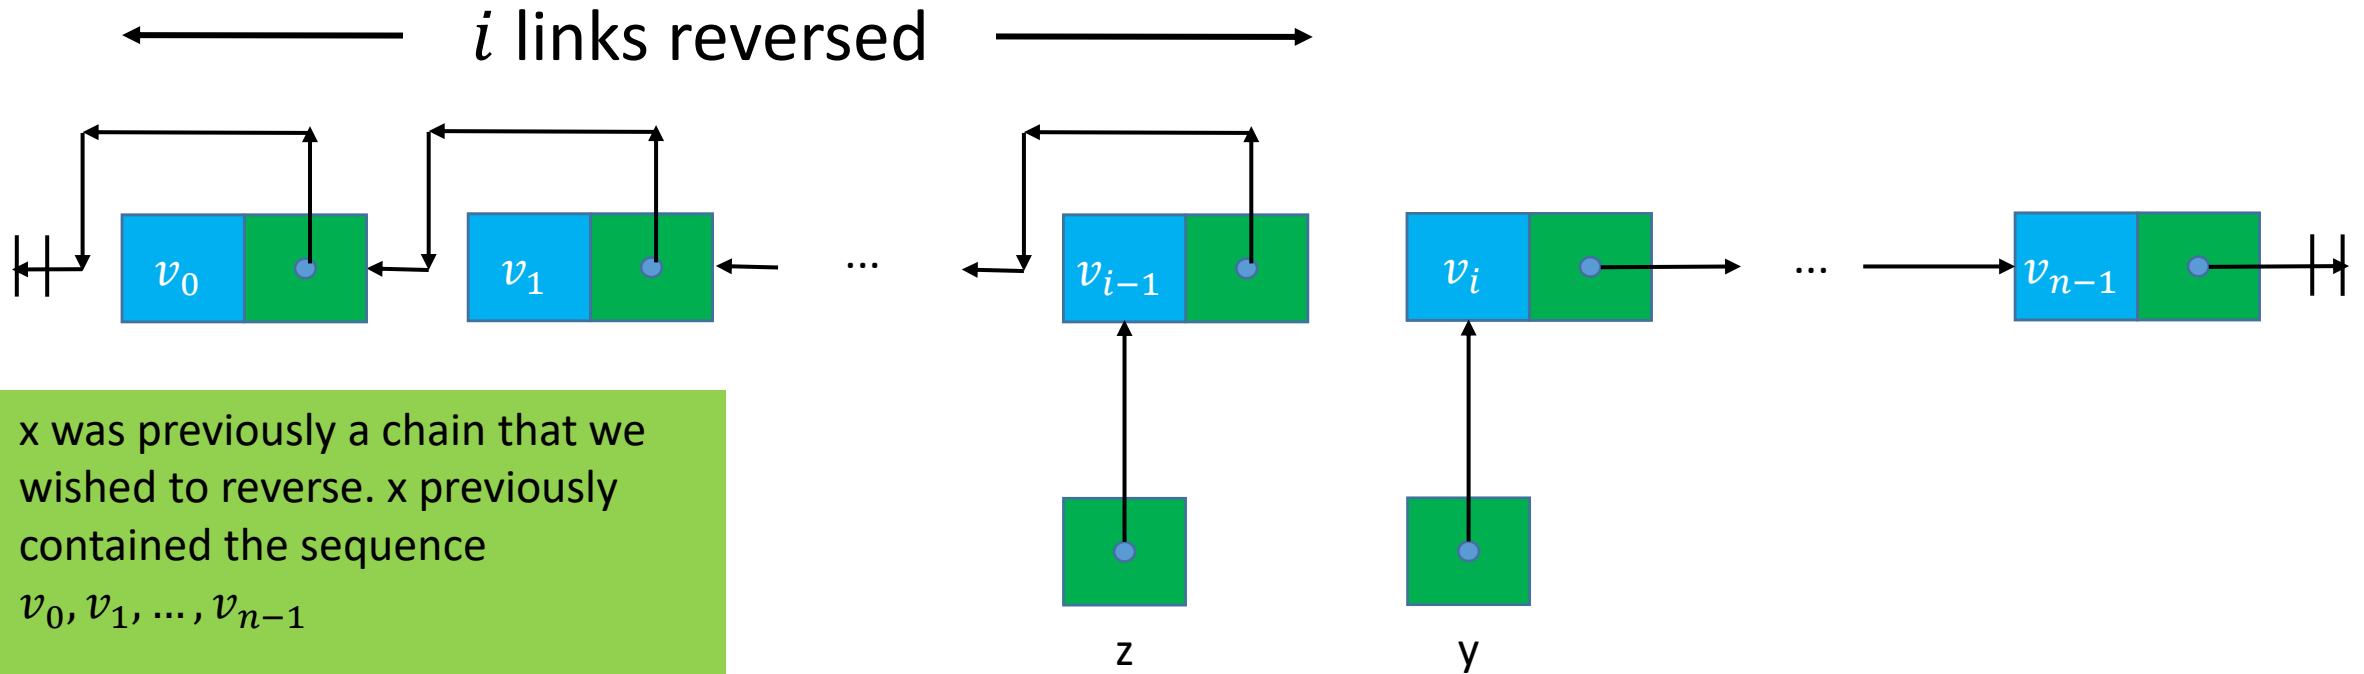 i links reversed
v₀ v₁ ... vᵢ₋₁ vᵢ ... vₙ₋₁
x was previously a chain that we
wished to reverse. x previously
contained the sequence
v₀, v₁, … , vₙ₋₁
z y